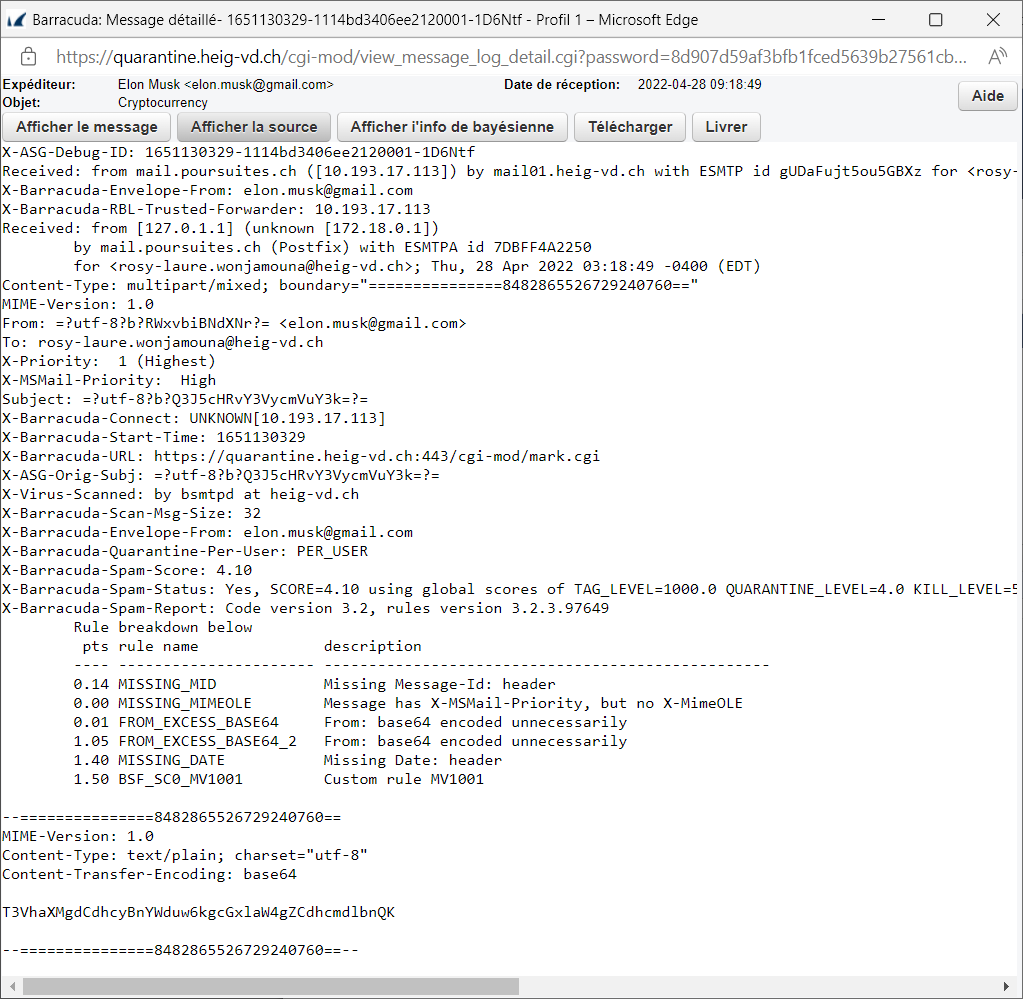 Barracuda: Message détaillé- 1651130329-1114bd3406ee2120001-1D6Ntf - Profil 1 – Microsoft Edge
https://quarantine.heig-vd.ch/cgi-mod/view_message_log_detail.cgi?password=8d907d59af3bfb1fced5639b27561cb...
Expéditeur: Elon Musk <elon.musk@gmail.com> Date de réception: 2022-04-28 09:18:49
Objet: Cryptocurrency
Aide
Afficher le message Afficher la source Afficher i'info de bayésienne Télécharger Livrer
X-ASG-Debug-ID: 1651130329-1114bd3406ee2120001-1D6Ntf
Received: from mail.poursuites.ch ([10.193.17.113]) by mail01.heig-vd.ch with ESMTP id gUDaFujt5ou5GBXz for <rosy-
X-Barracuda-Envelope-From: elon.musk@gmail.com
X-Barracuda-RBL-Trusted-Forwarder: 10.193.17.113
Received: from [127.0.1.1] (unknown [172.18.0.1])
by mail.poursuites.ch (Postfix) with ESMTPA id 7DBFF4A2250
for <rosy-laure.wonjamouna@heig-vd.ch>; Thu, 28 Apr 2022 03:18:49 -0400 (EDT)
Content-Type: multipart/mixed; boundary="===============8482865526729240760=="
MIME-Version: 1.0
From: =?utf-8?b?RWxvbiBNdXNr?= <elon.musk@gmail.com>
To: rosy-laure.wonjamouna@heig-vd.ch
X-Priority: 1 (Highest)
X-MSMail-Priority: High
Subject: =?utf-8?b?Q3J5cHRvY3VycmVuY3k=?=
X-Barracuda-Connect: UNKNOWN[10.193.17.113]
X-Barracuda-Start-Time: 1651130329
X-Barracuda-URL: https://quarantine.heig-vd.ch:443/cgi-mod/mark.cgi
X-ASG-Orig-Subj: =?utf-8?b?Q3J5cHRvY3VycmVuY3k=?=
X-Virus-Scanned: by bsmtpd at heig-vd.ch
X-Barracuda-Scan-Msg-Size: 32
X-Barracuda-Envelope-From: elon.musk@gmail.com
X-Barracuda-Quarantine-Per-User: PER_USER
X-Barracuda-Spam-Score: 4.10
X-Barracuda-Spam-Status: Yes, SCORE=4.10 using global scores of TAG_LEVEL=1000.0 QUARANTINE_LEVEL=4.0 KILL_LEVEL=5
X-Barracuda-Spam-Report: Code version 3.2, rules version 3.2.3.97649
Rule breakdown below
pts rule name description
---- ---------------------- --------------------------------------------------
0.14 MISSING_MID Missing Message-Id: header
0.00 MISSING_MIMEOLE Message has X-MSMail-Priority, but no X-MimeOLE
0.01 FROM_EXCESS_BASE64 From: base64 encoded unnecessarily
1.05 FROM_EXCESS_BASE64_2 From: base64 encoded unnecessarily
1.40 MISSING_DATE Missing Date: header
1.50 BSF_SC0_MV1001 Custom rule MV1001
--===============8482865526729240760==
MIME-Version: 1.0
Content-Type: text/plain; charset="utf-8"
Content-Transfer-Encoding: base64
T3VhaXMgdCdhcyBnYWduw6kgcGxlaW4gZCdhcmdlbnQK
--===============8482865526729240760==--